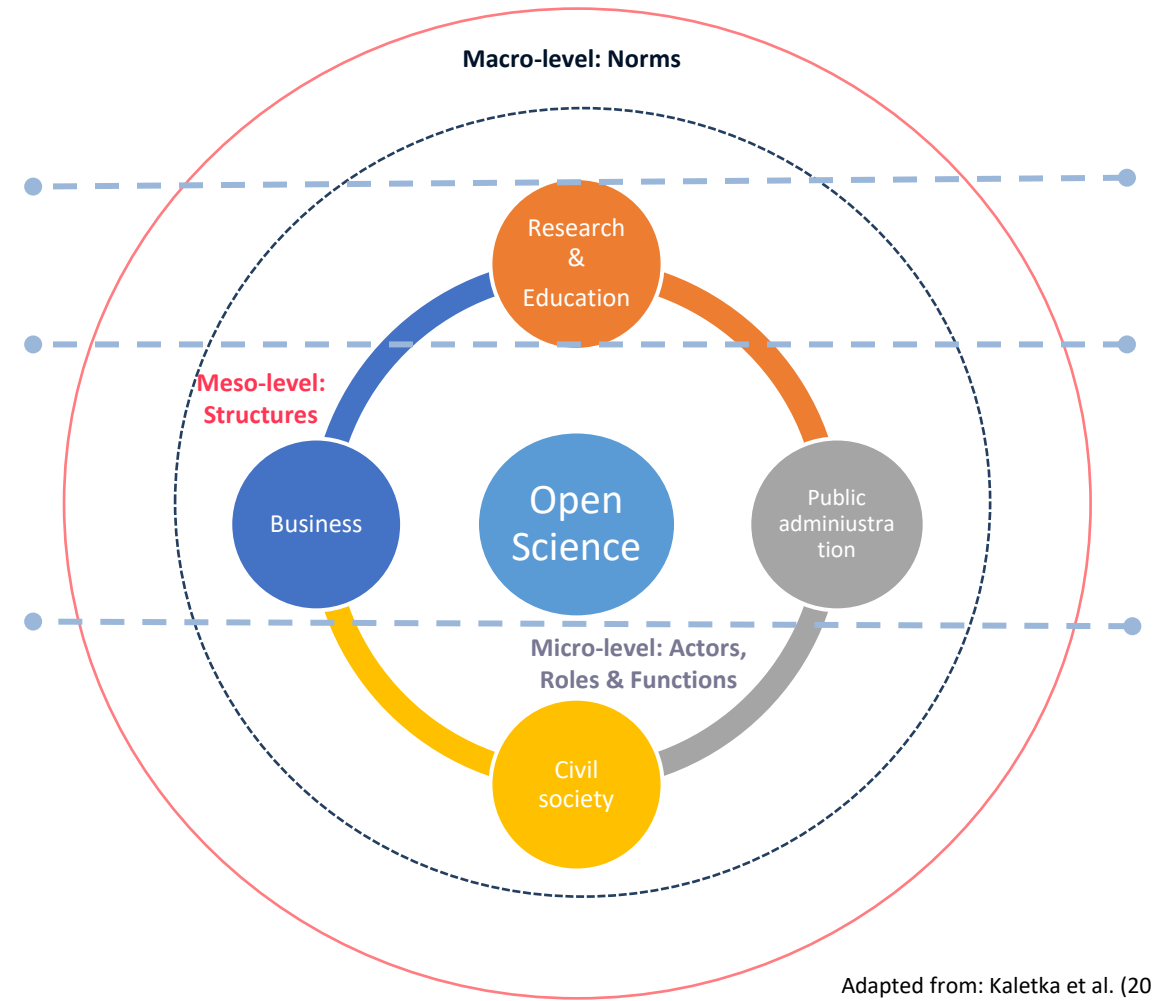 Macro-level: Norms
Research
&
Education
Meso-level:
Structures
Business
Open
Science
Public
adminiustra
tion
Micro-level: Actors,
Roles & Functions
Civil
society
Adapted from: Kaletka et al. (20